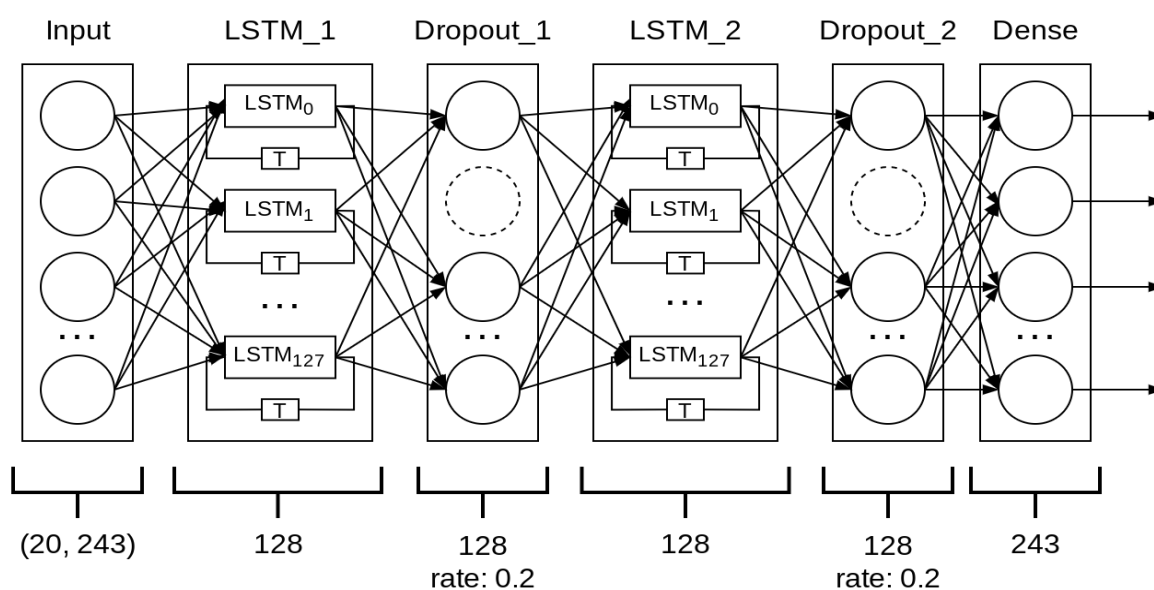 Input LSTM_1 Dropout_1 LSTM_2 Dropout_2 Dense
LSTM0 LSTM0
T T
LSTM1 LSTM1
T T
... ...
... ... ... ...
LSTM127 LSTM127
T T
(20, 243) 128 128 128 128 243
rate: 0.2 rate: 0.2